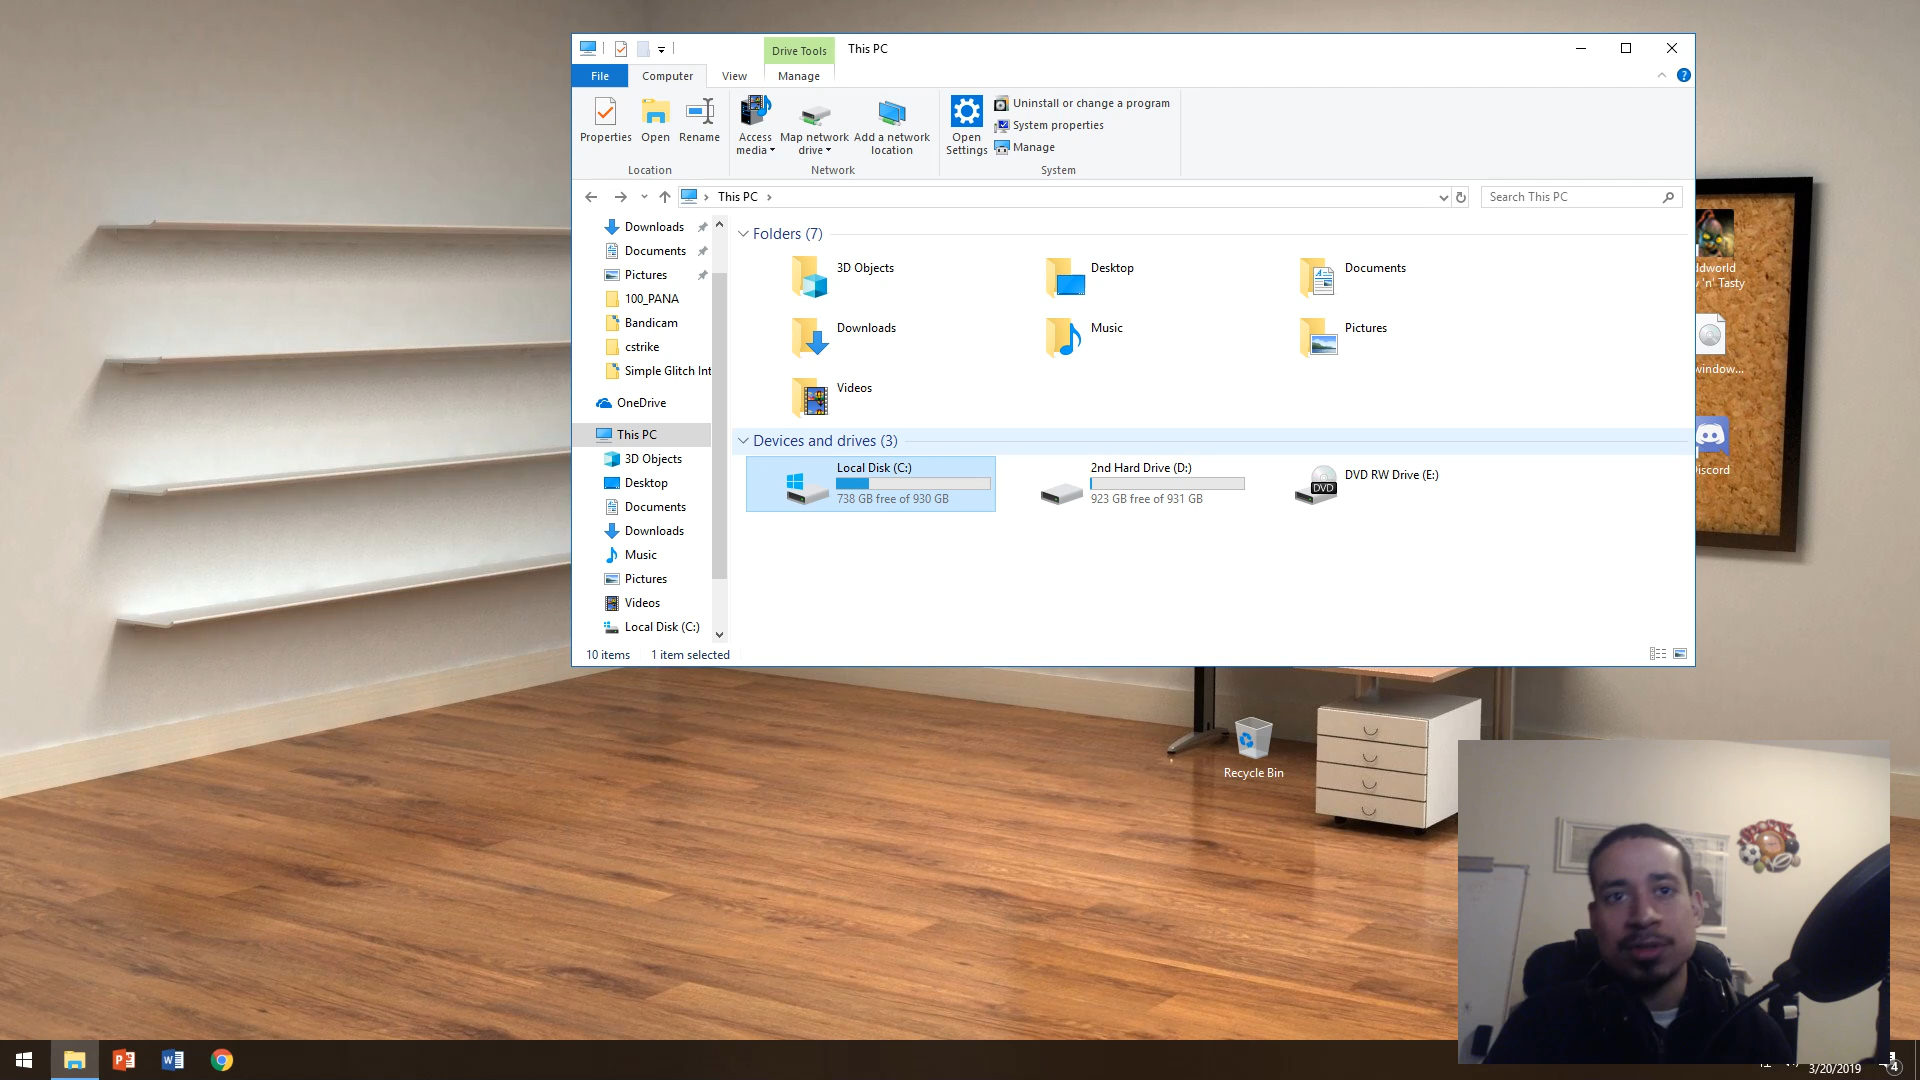 Drive Tools
This PC
File
Computer
View
Manage
Properties
Open
Rename
Access media
Map network drive
Add a network location
Open Settings
Uninstall or change a program
System properties
Manage
Location
Network
System
This PC
Search This PC
Downloads
Documents
Pictures
100_PANA
Bandicam
cstrike
Simple Glitch Int
OneDrive
This PC
3D Objects
Desktop
Documents
Downloads
Music
Pictures
Videos
Local Disk (C:)
Folders (7)
3D Objects
Desktop
Documents
Downloads
Music
Pictures
Videos
Devices and drives (3)
Local Disk (C:)
738 GB free of 930 GB
2nd Hard Drive (D:)
923 GB free of 931 GB
DVD RW Drive (E:)
DVD
10 items
1 item selected
ddworld
'n' Tasty
window...
iscord
Recycle Bin
3/20/2019
4